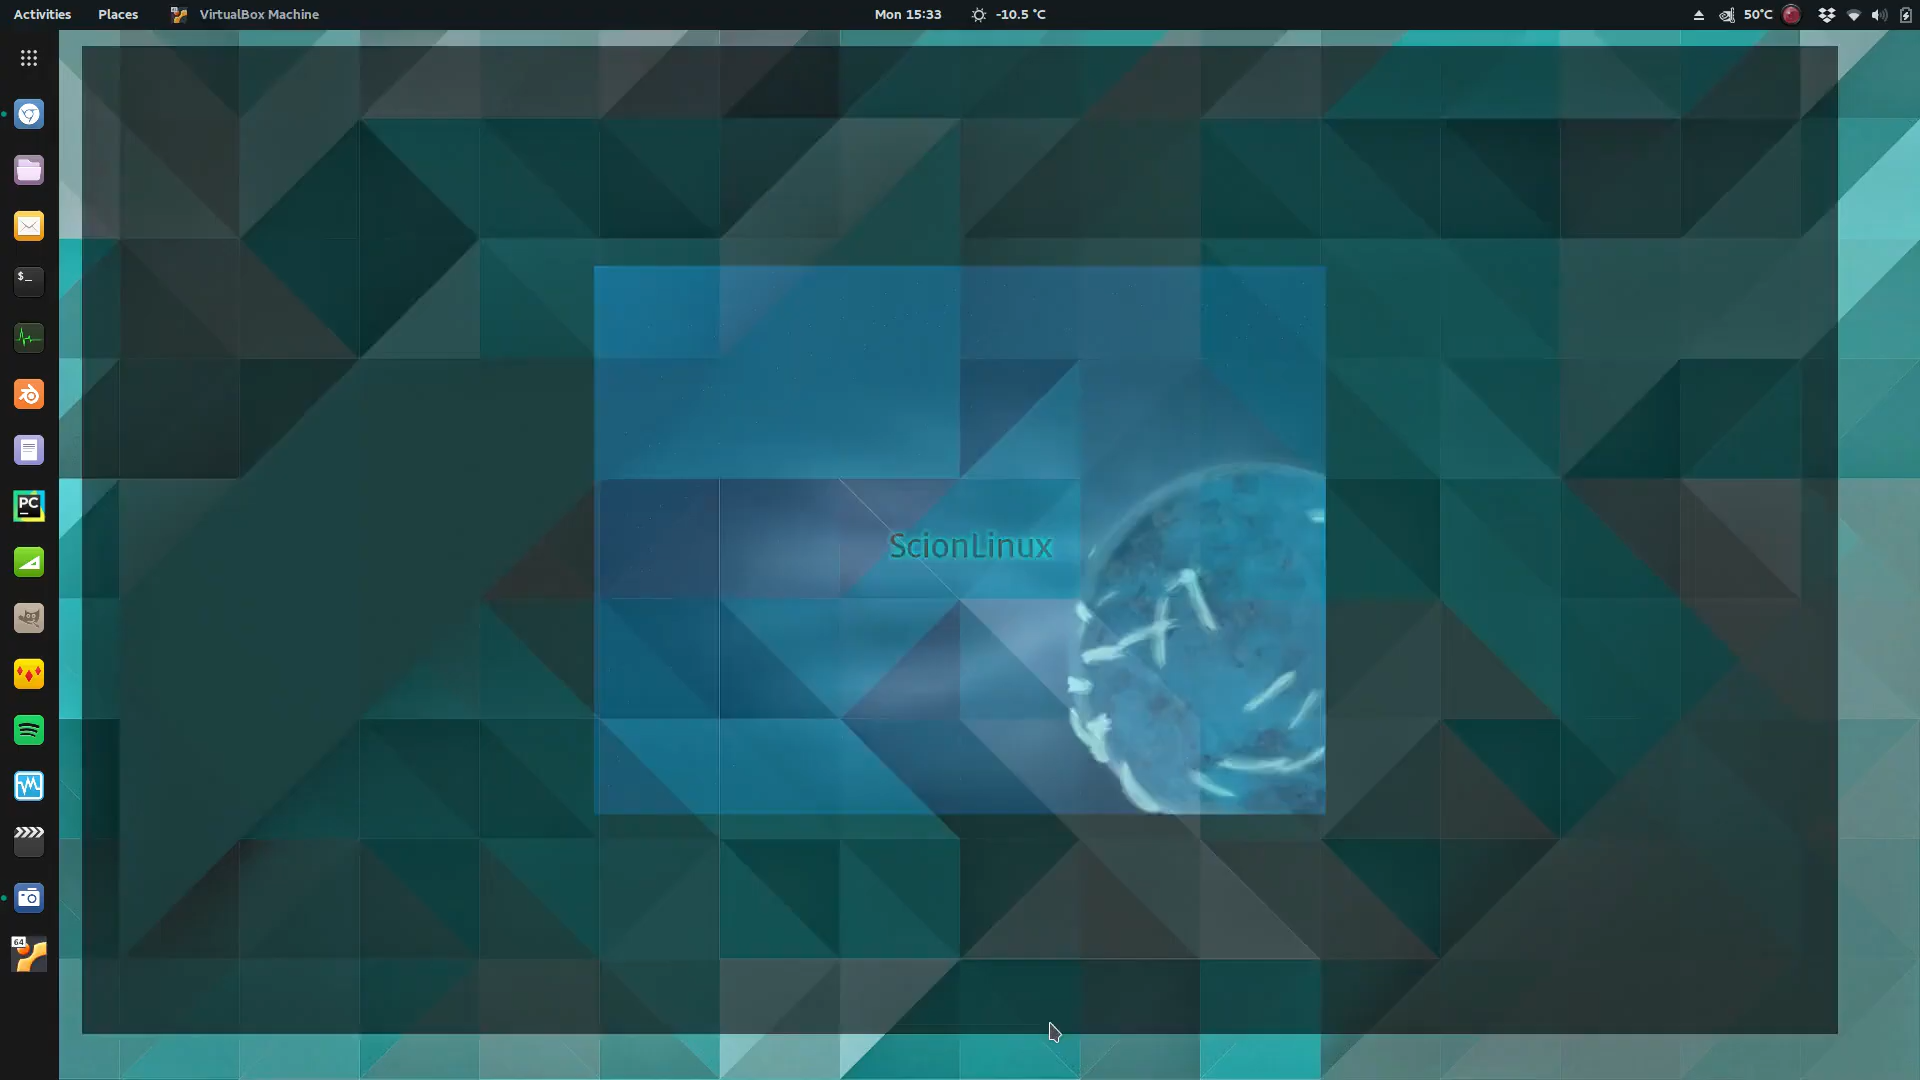 Activities Places VirtualBox Machine Mon 15:33 -10.5 °C 50°C
$_
PC
ScionLinux
64